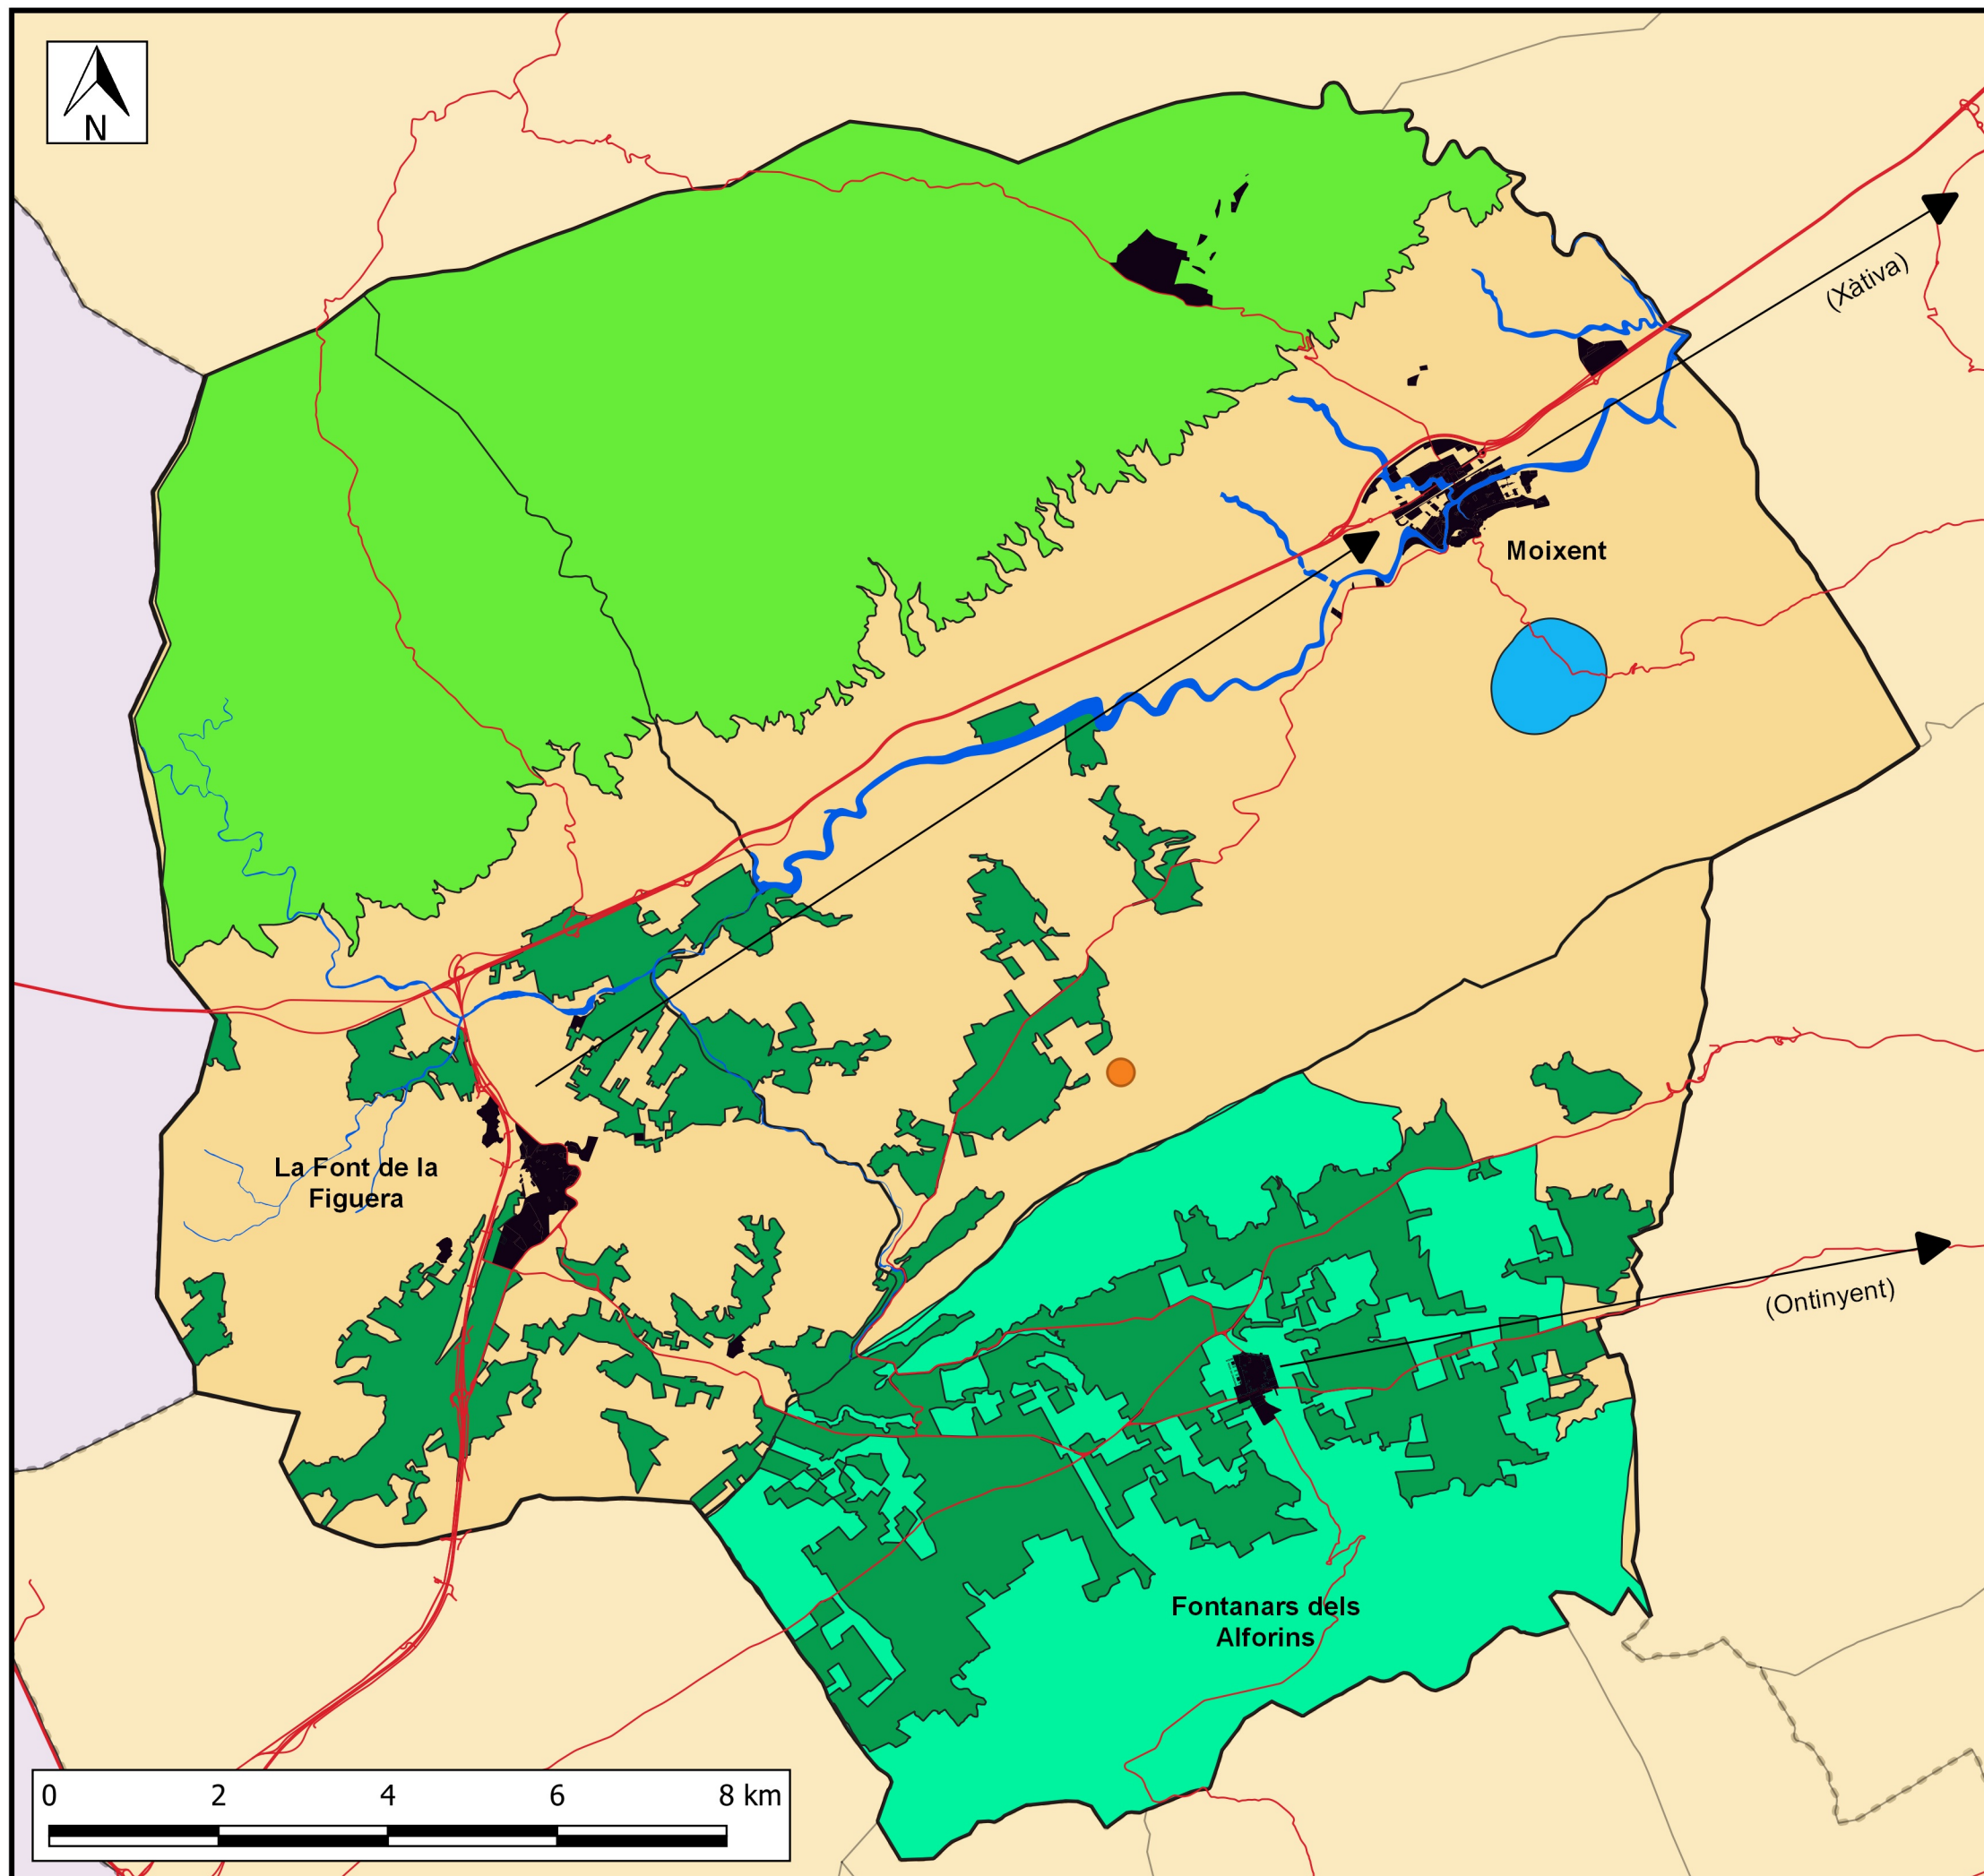 N
(Xàtiva)
Moixent
La Font de la
Figuera
(Ontinyent)
Fontanars dels
Alforins
0 2 4 6 8 km